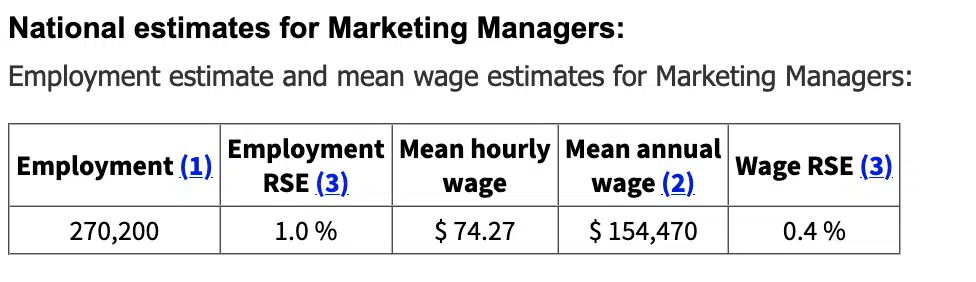 National estimates for Marketing Managers:
Employment estimate and mean wage estimates for Marketing Managers:
Employment (1) Employment RSE (3) Mean hourly wage Mean annual wage (2) Wage RSE (3)
270,200 1.0 % $ 74.27 $ 154,470 0.4 %